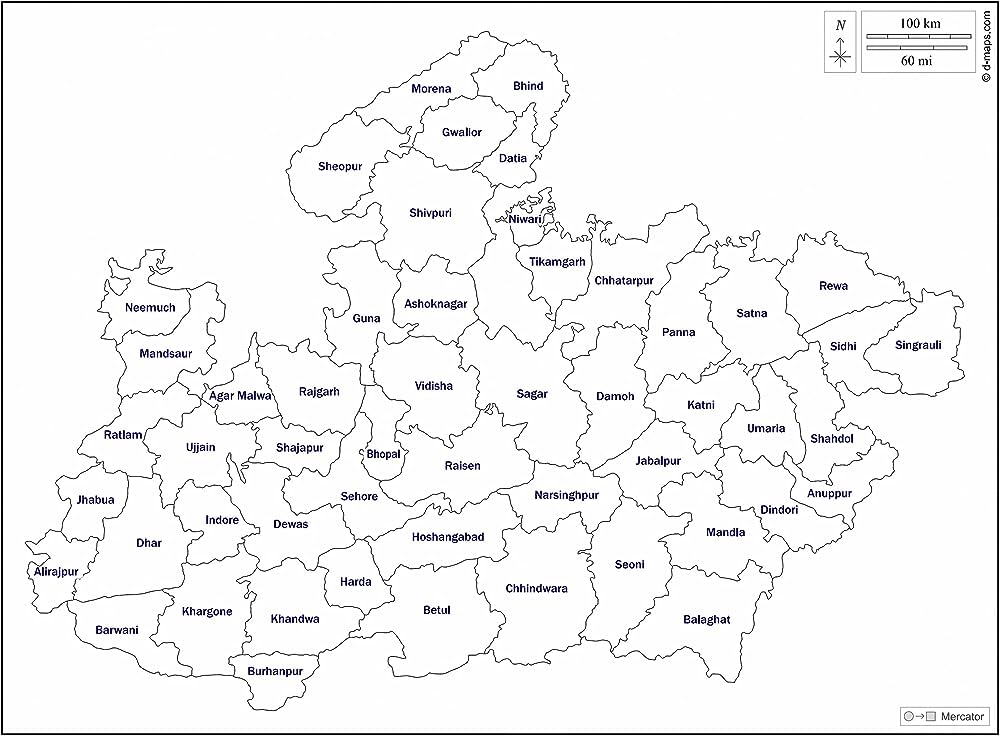 N
100 km
60 mi
© d-maps.com
Morena
Bhind
Gwalior
Datia
Sheopur
Shivpuri
Niwari
Tikamgarh
Chhatarpur
Neemuch
Guna
Ashoknagar
Panna
Satna
Rewa
Sidhi
Singrauli
Mandsaur
Agar Malwa
Rajgarh
Vidisha
Sagar
Damoh
Katni
Umaria
Shahdol
Ratlam
Ujjain
Shajapur
Bhopal
Raisen
Jabalpur
Anuppur
Jhabua
Indore
Dewas
Sehore
Narsinghpur
Dindori
Mandla
Dhar
Hoshangabad
Alirajpur
Harda
Chhindwara
Seoni
Barwani
Khargone
Khandwa
Betul
Balaghat
Burhanpur
Mercator